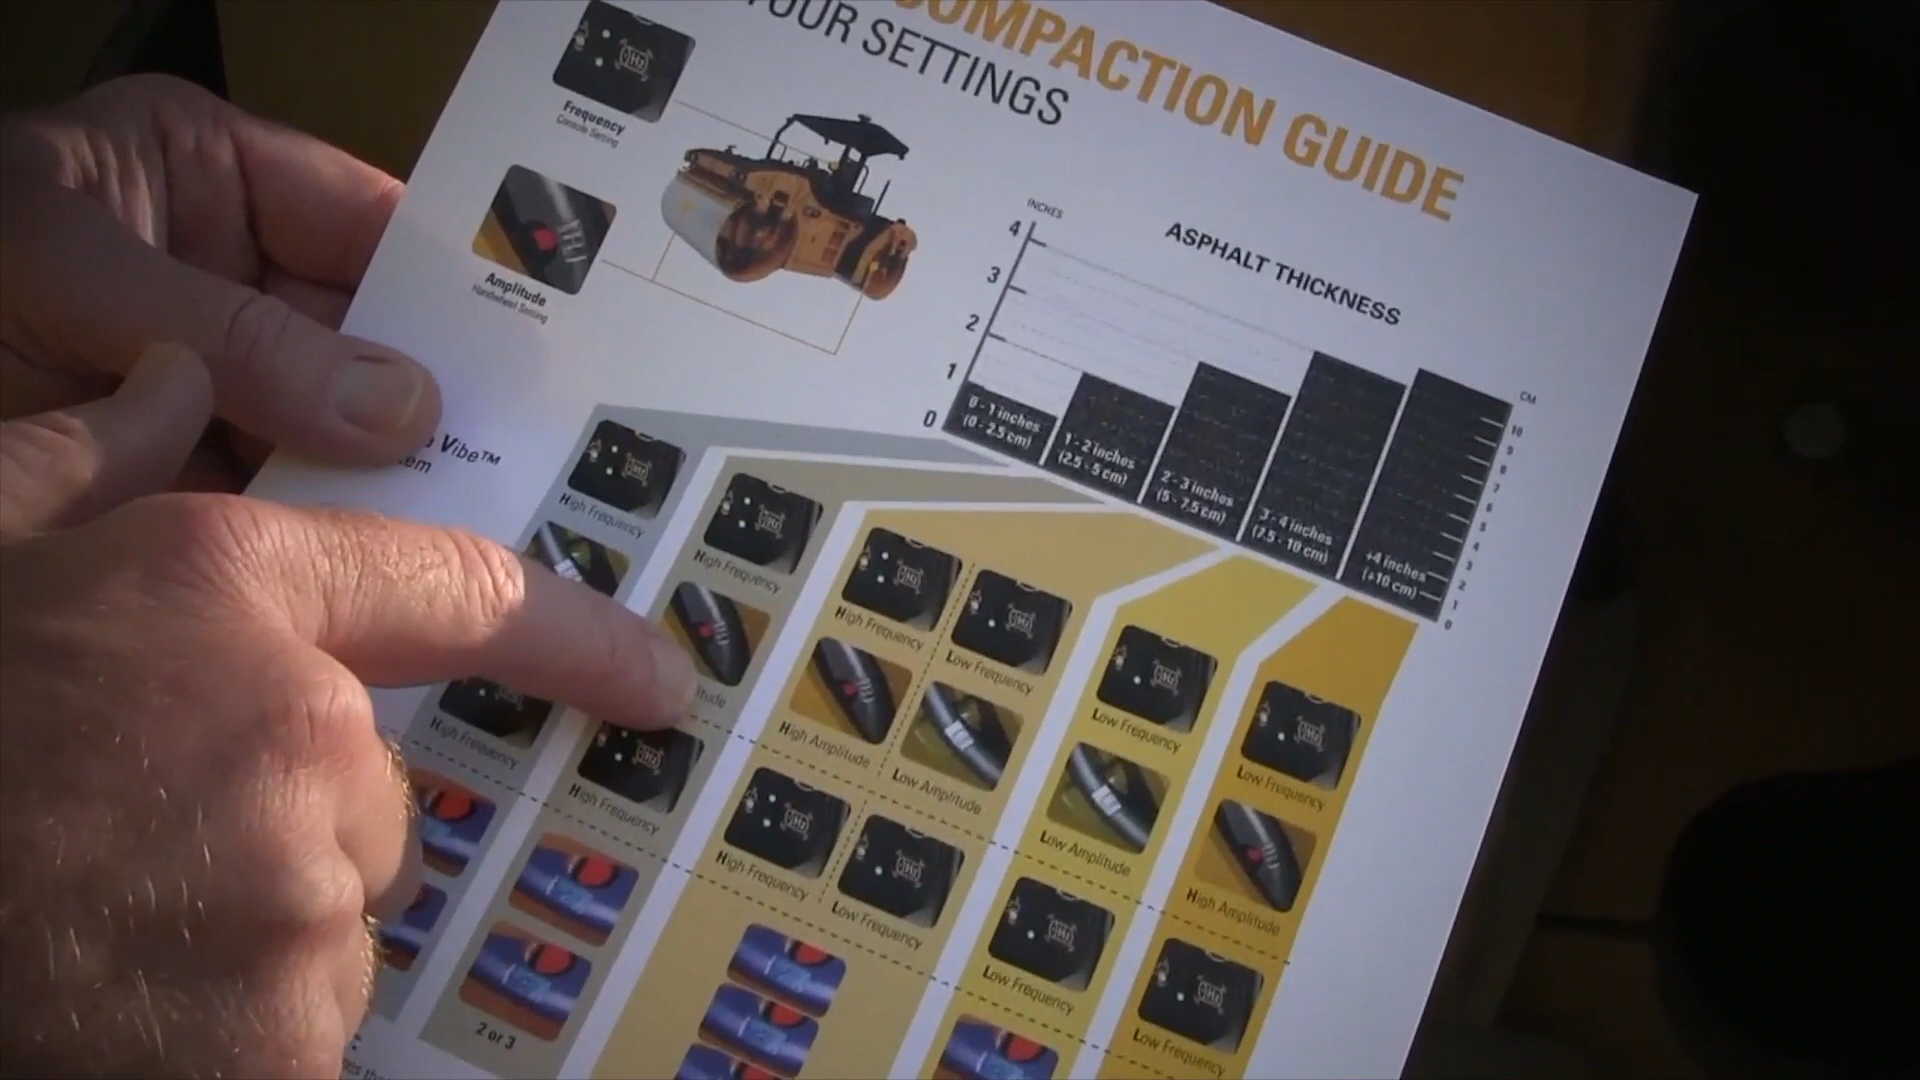 COMPACTION GUIDE
YOUR SETTINGS
Frequency
Console Setting
Amplitude
Handwheel Setting
INCHES
ASPHALT THICKNESS
4
3
2
1
0
CM
10
9
8
7
6
5
4
3
2
1
0
0 - 1 inches
(0 - 2.5 cm)
1 - 2 inches
(2.5 - 5 cm)
2 - 3 inches
(5 - 7.5 cm)
3 - 4 inches
(7.5 - 10 cm)
+4 inches
(+10 cm)
Vibe™
High Frequency
High Frequency
High Frequency
Low Frequency
Low Frequency
Low Frequency
High Amplitude
Low Amplitude
Low Amplitude
High Amplitude
High Frequency
High Frequency
High Frequency
Low Frequency
Low Frequency
Low Frequency
2 or 3